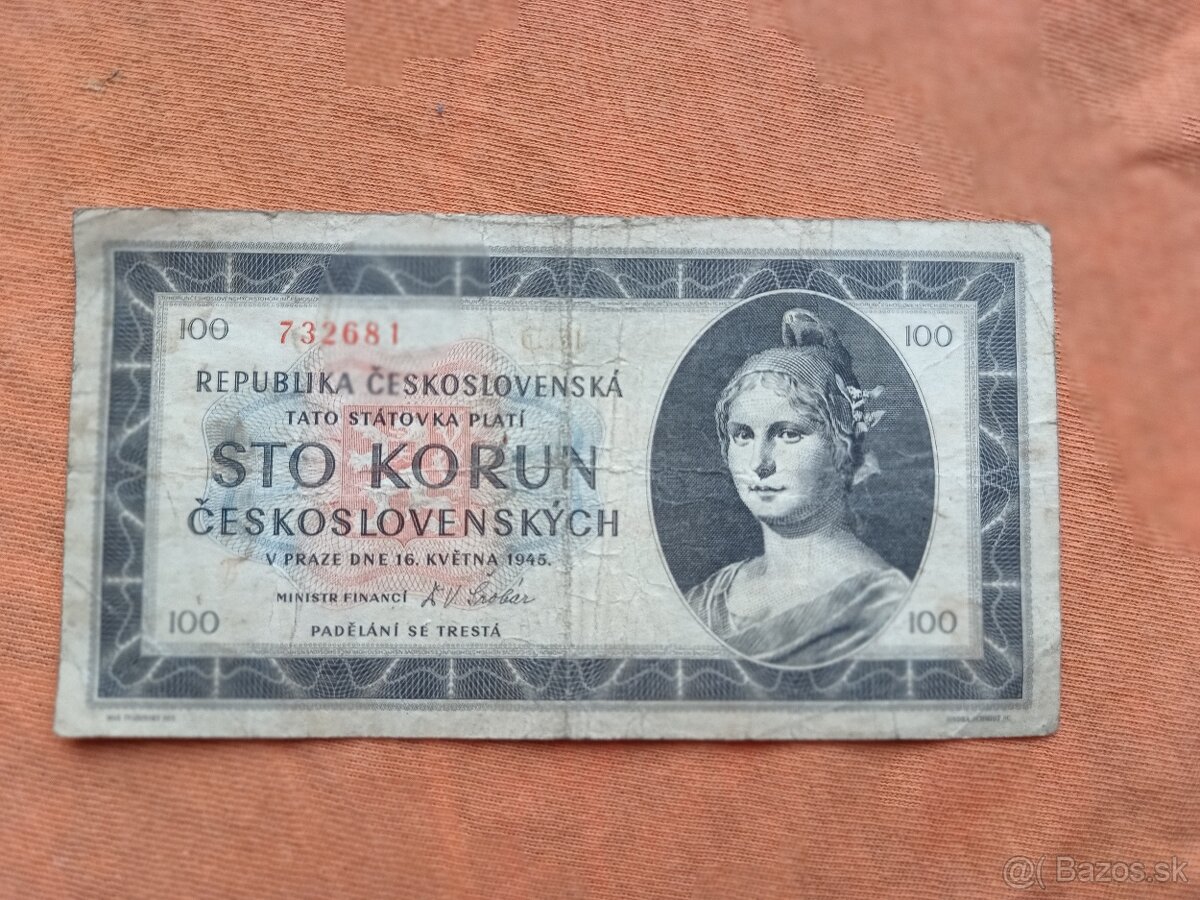 100 732681 100
REPUBLIKA ČESKOSLOVENSKÁ
TATO STÁTOVKA PLATÍ
STO KORUN
ČESKOSLOVENSKÝCH
V PRAZE DNE 16. KVĚTNA 1945.
MINISTR FINANCÍ
100 100
PADĚLÁNÍ SE TRESTÁ
Bazos.sk